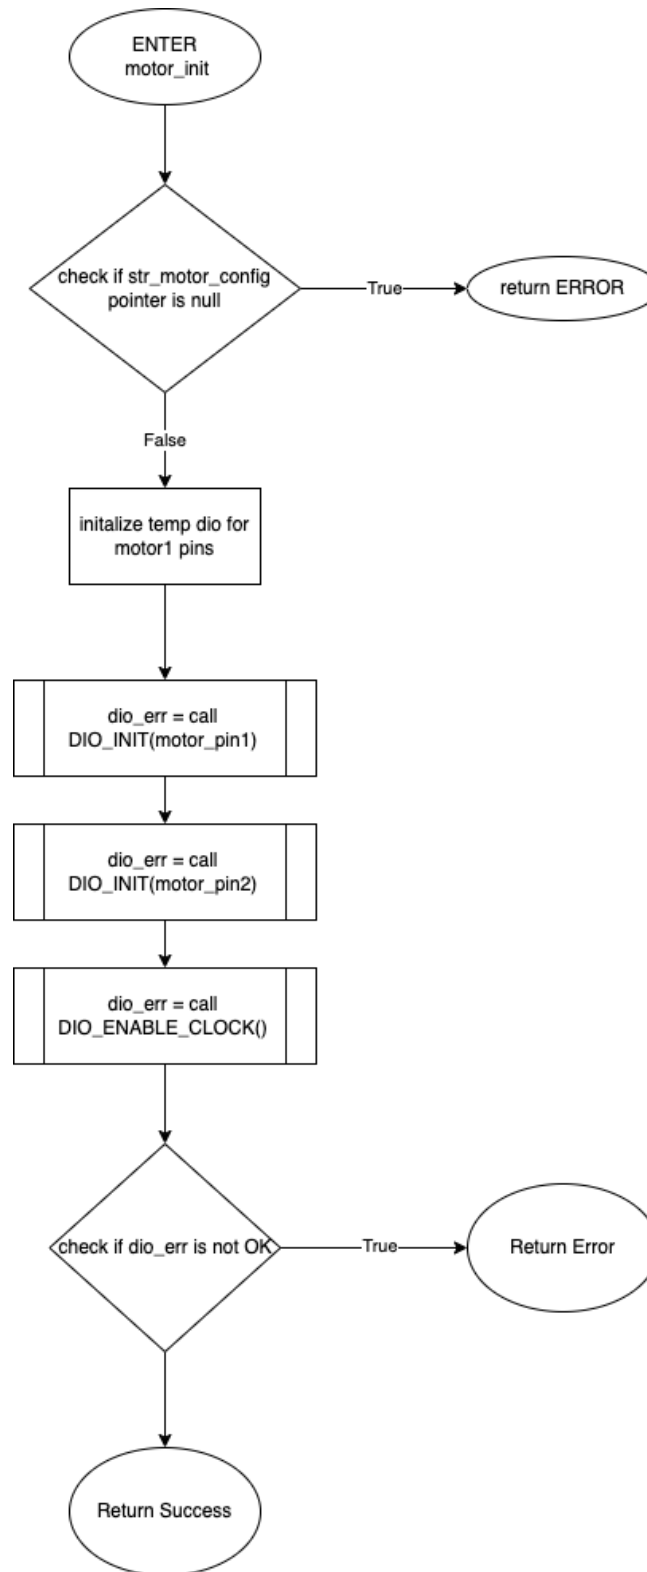 ENTER
motor_init
check if str_motor_config
pointer is null
True
return ERROR
False
initalize temp dio for
motor1 pins
dio_err = call
DIO_INIT(motor_pin1)
dio_err = call
DIO_INIT(motor_pin2)
dio_err = call
DIO_ENABLE_CLOCK()
check if dio_err is not OK
True
Return Error
Return Success